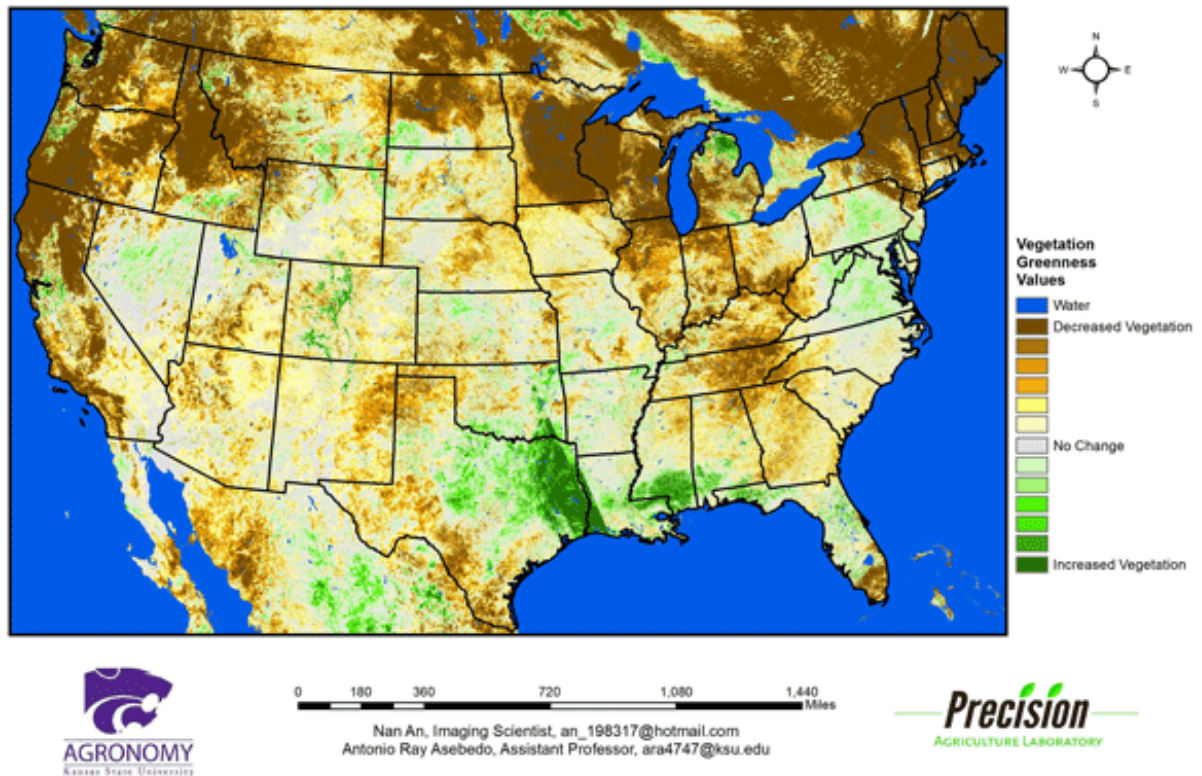 N
W E
S
Vegetation
Greenness
Values
Water
Decreased Vegetation
No Change
Increased Vegetation
0 180 360 720 1,080 1,440
Miles
Nan An, Imaging Scientist, an_198317@hotmail.com
Antonio Ray Asebedo, Assistant Professor, ara4747@ksu.edu
AGRONOMY
Kansas State University
Precision
AGRICULTURE LABORATORY